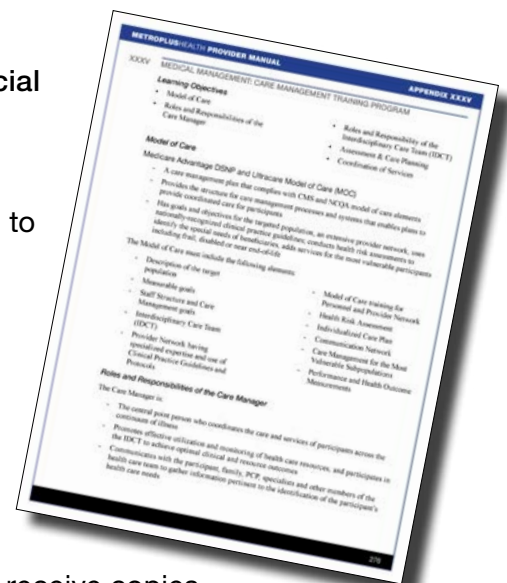 cial
to
receive copies
METROPLUSHEALTH PROVIDER MANUAL
APPENDIX XXXV
XXXV MEDICAL MANAGEMENT: CARE MANAGEMENT TRAINING PROGRAM
Learning Objectives
• Model of Care
• Roles and Responsibilities of the
Care Manager
• Roles and Responsibility of the
Interdisciplinary Care Team (IDCT)
• Assessment & Care Planning
• Coordination of Services
Model of Care
Medicare Advantage DSNP and Ultracare Model of Care (MOC)
- A care management plan that complies with CMS and NCQA model of care elements
- Provides the structure for care management processes and systems that enables plans to
provide coordinated care for participants
- Has goals and objectives for the targeted population, an extensive provider network, uses
nationally-recognized clinical practice guidelines; conducts health risk assessments to
identify the special needs of beneficiaries, adds services for the most vulnerable participants
including frail, disabled or near end-of-life
The Model of Care must include the following elements:
- Description of the target
population
- Measurable goals
- Staff Structure and Care
Management goals
- Interdisciplinary Care Team
(IDCT)
- Provider Network having
specialized expertise and use of
Clinical Practice Guidelines and
Protocols
- Model of Care training for
Personnel and Provider Network
- Health Risk Assessment
- Individualized Care Plan
- Communication Network
- Care Management for the Most
Vulnerable Subpopulations
- Performance and Health Outcome
Measurements
Roles and Responsibilities of the Care Manager
The Care Manager is:
- The central point person who coordinates the care and services of participants across the
continuum of illness
- Promotes effective utilization and monitoring of health care resources, and participates in
the IDCT to achieve optimal clinical and resource outcomes
- Communicates with the participant, family, PCP, specialists and other members of the
health care team to gather information pertinent to the identification of the participant's
health care needs